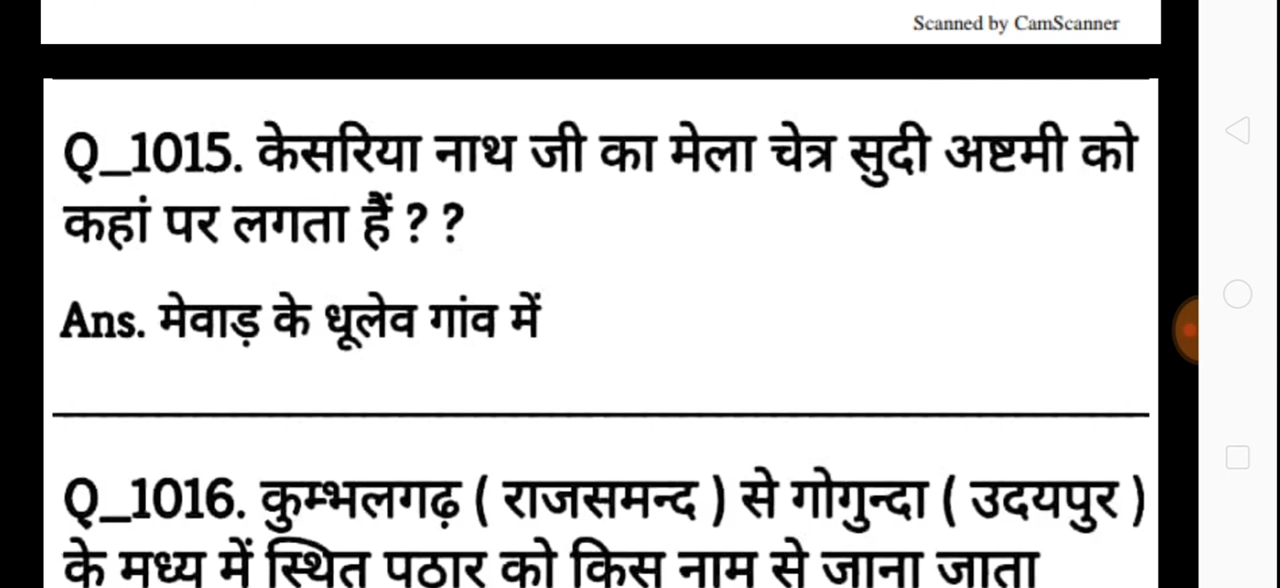 Scanned by CamScanner
Q_1015. केसरिया नाथ जी का मेला चेत्र सुदी अष्टमी को
कहां पर लगता हैं ? ?
Ans. मेवाड़ के धूलेव गांव में
Q_1016. कुम्भलगढ़ ( राजसमन्द ) से गोगुन्दा ( उदयपुर )
के मध्य में स्थित पठार को किस नाम से जाना जाता